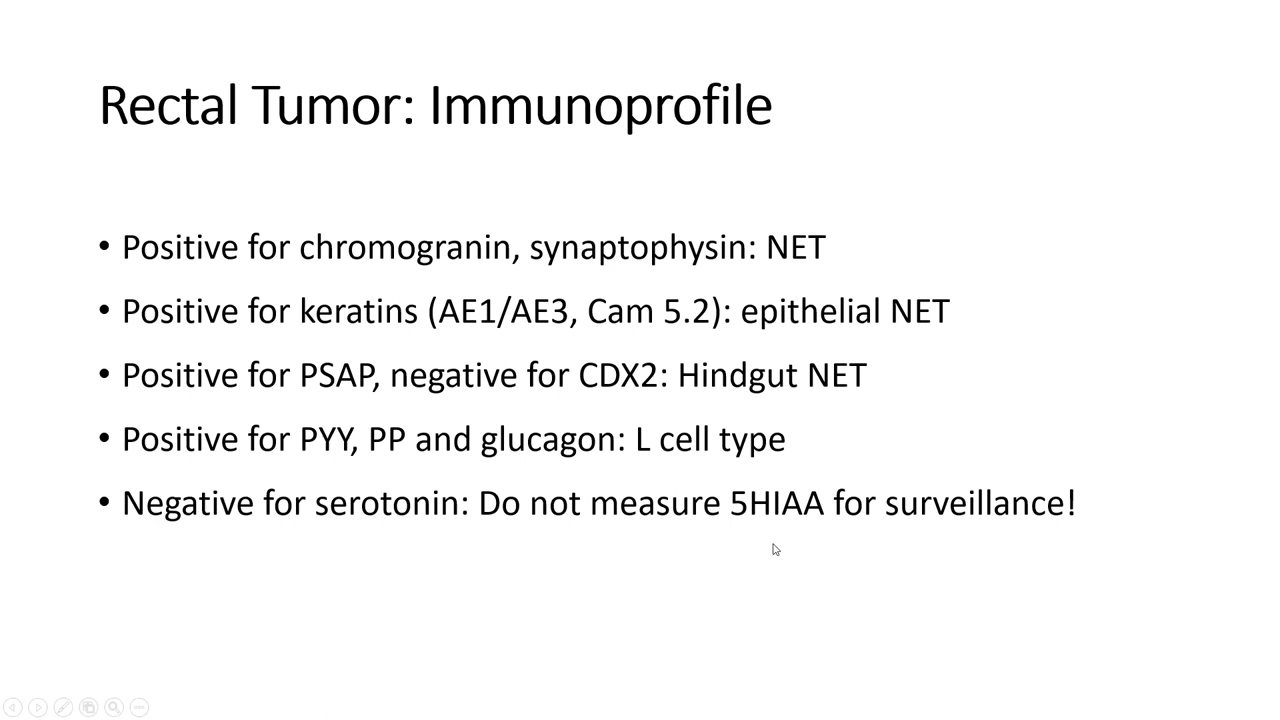 Rectal Tumor: Immunoprofile
• Positive for chromogranin, synaptophysin: NET
• Positive for keratins (AE1/AE3, Cam 5.2): epithelial NET
• Positive for PSAP, negative for CDX2: Hindgut NET
• Positive for PYY, PP and glucagon: L cell type
• Negative for serotonin: Do not measure 5HIAA for surveillance!